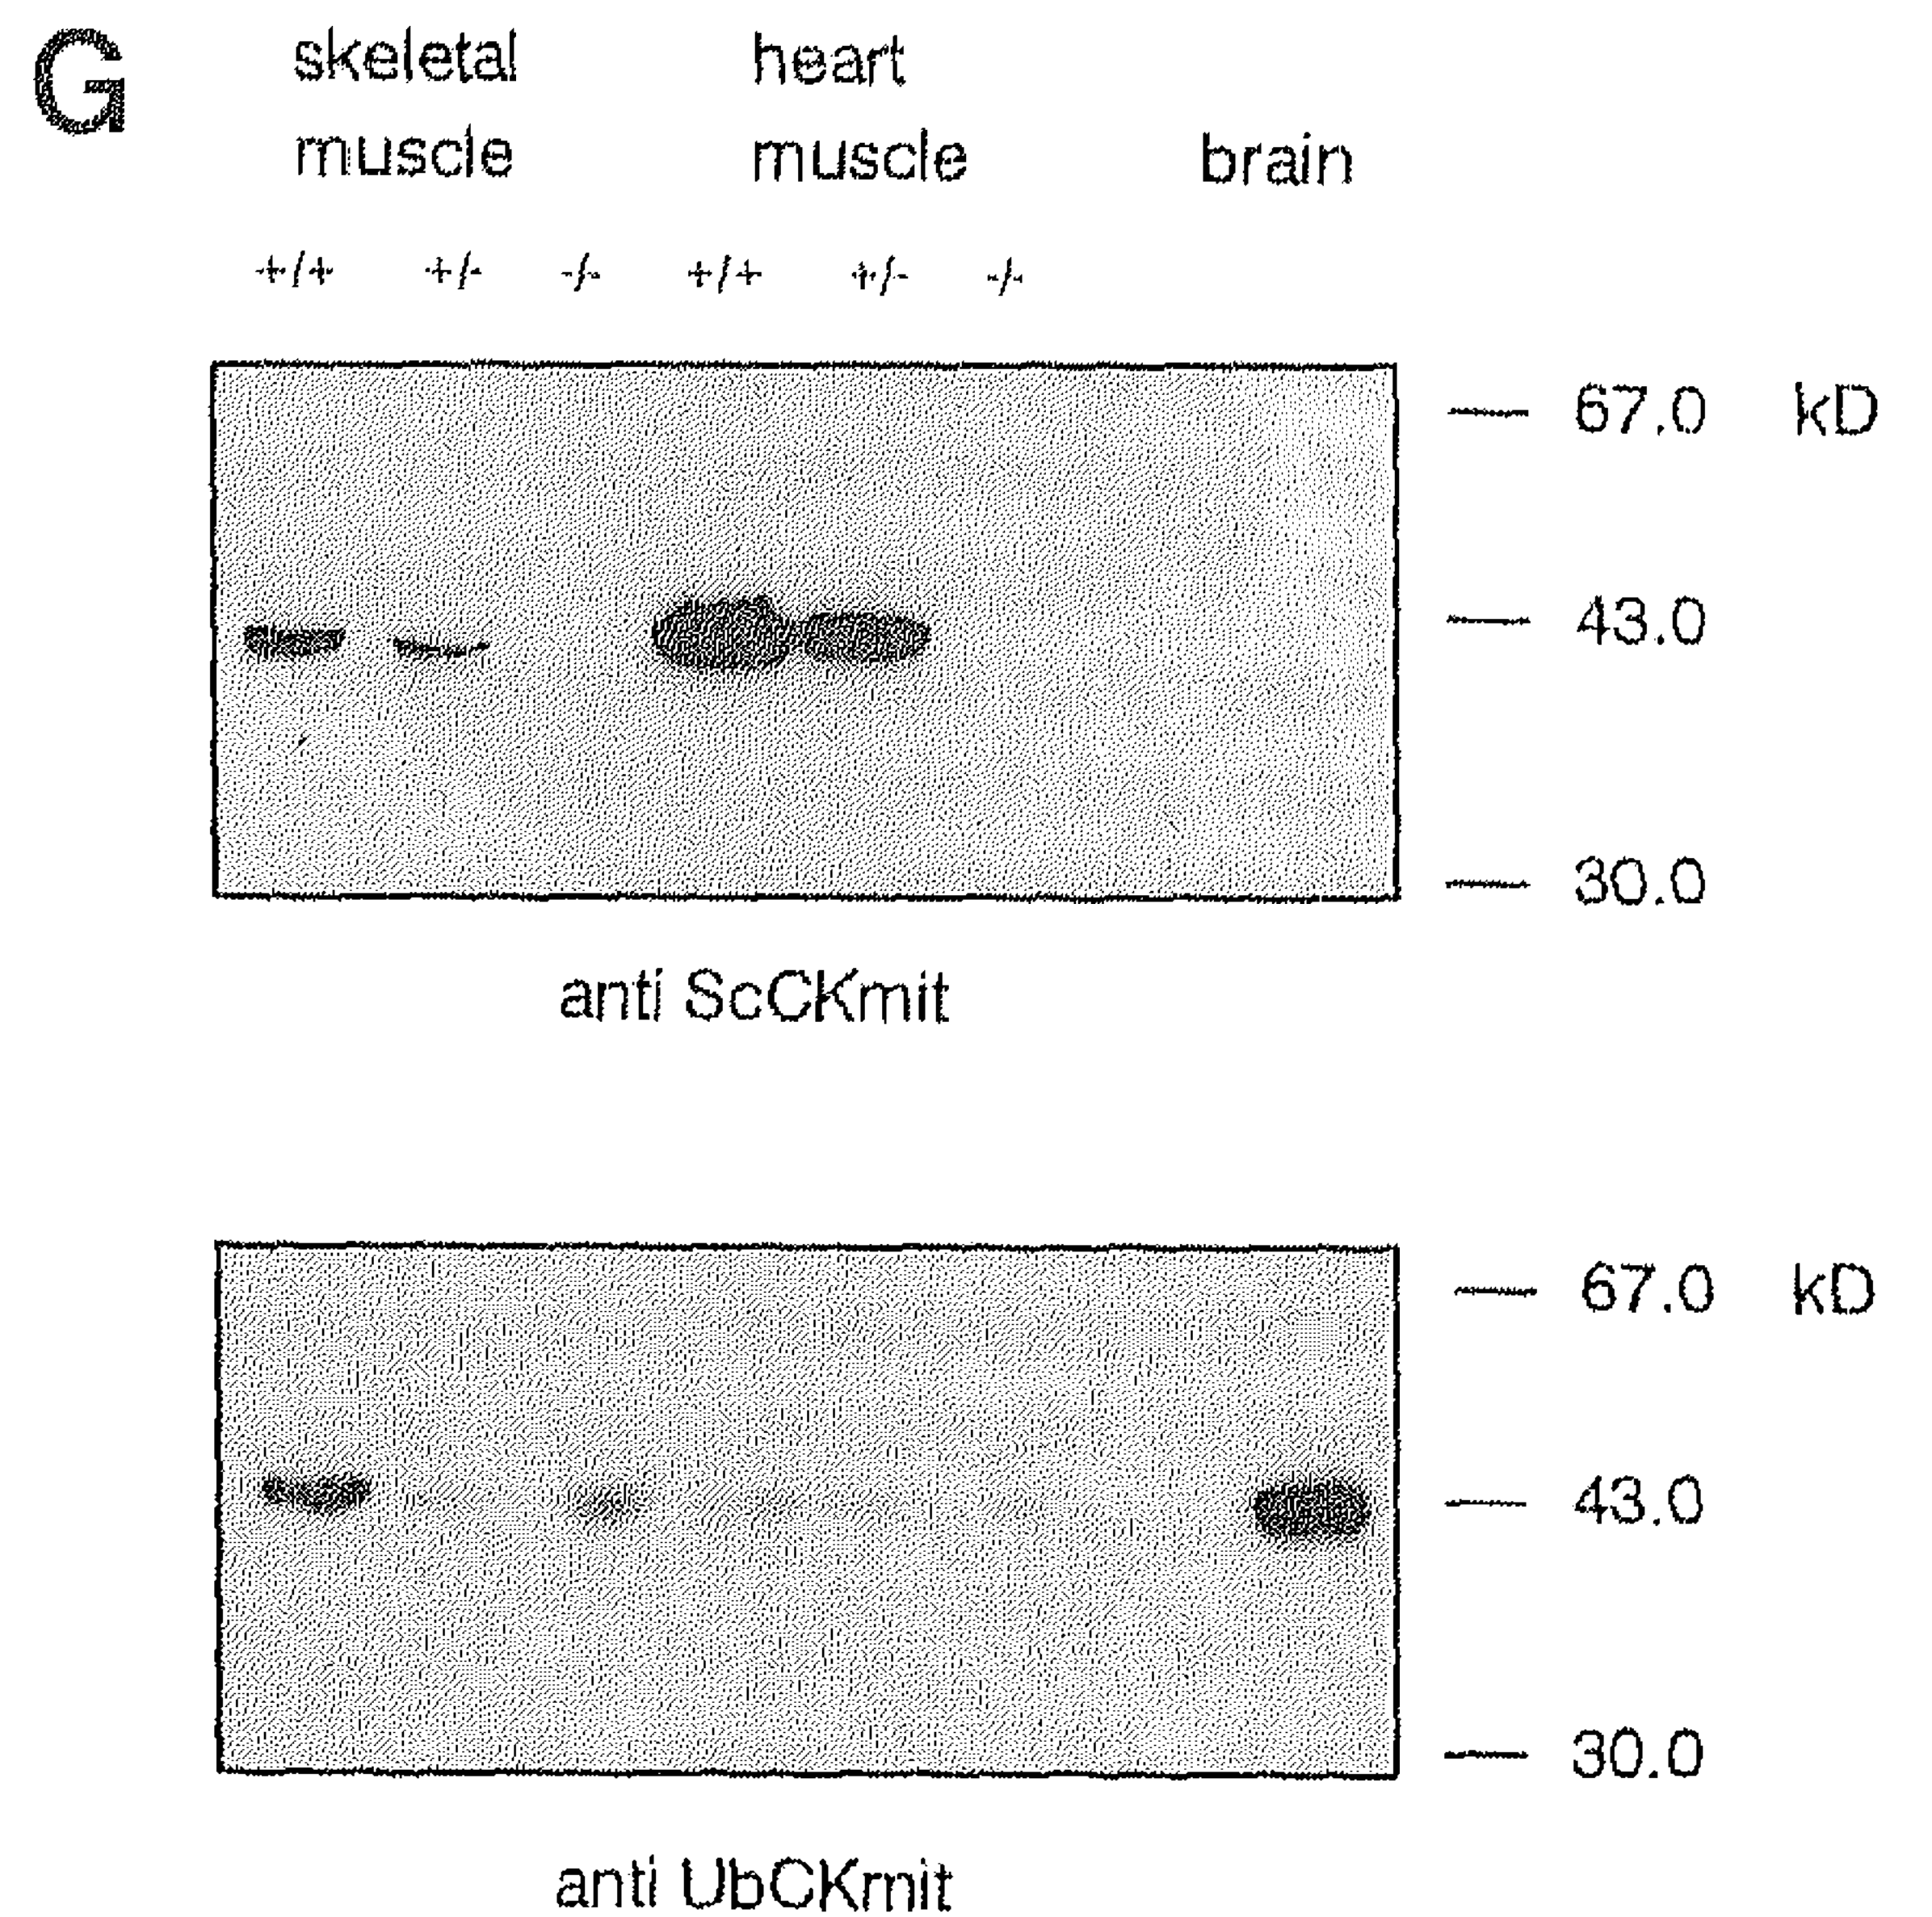 G
skeletal muscle
heart muscle
brain
+/+ +/- -/- +/+ +/- -/-
67.0 kD
43.0
30.0
anti ScCKmit
67.0 kD
43.0
30.0
anti UbCKmit